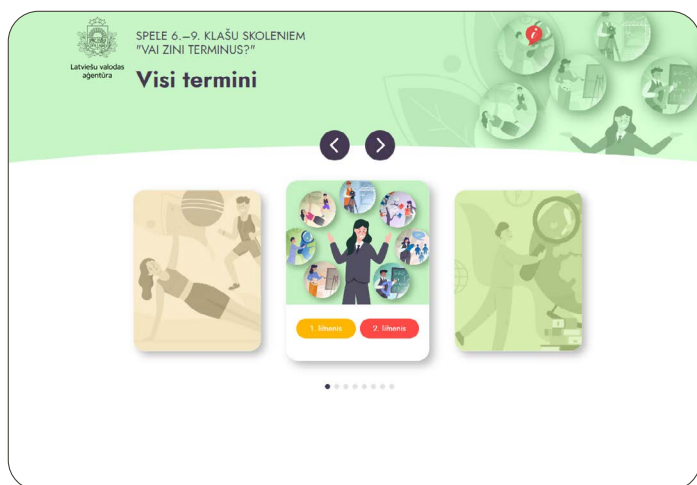 Latviešu valodas
aģentūra
SPĒLE 6.–9. KLAŠU SKOLĒNIEM
"VAI ZINI TERMINUS?"
Visi termini
1. līmenis
2. līmenis